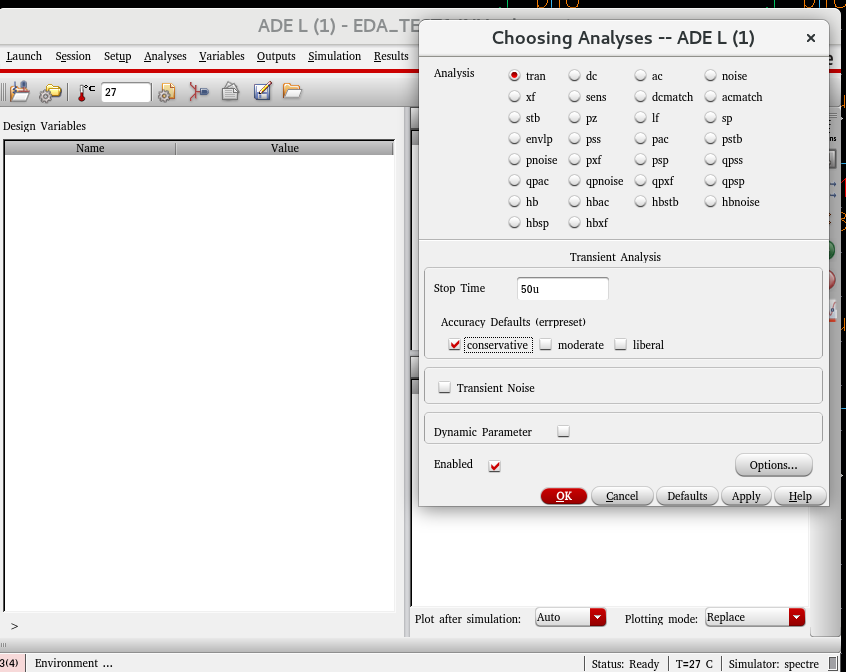 ADE L (1) - EDA_TE
Choosing Analyses -- ADE L (1)
Launch Session Setup Analyses Variables Outputs Simulation Results
27
Design Variables
Name Value
Analysis
tran dc ac noise
xf sens dcmatch acmatch
stb pz lf sp
envlp pss pac pstb
pnoise pxf psp qpss
qpac qpnoise qpxf qpsp
hb hbac hbstb hbnoise
hbsp hbxf
Transient Analysis
Stop Time 50u
Accuracy Defaults (errpreset)
conservative moderate liberal
Transient Noise
Dynamic Parameter
Enabled
Options...
OK Cancel Defaults Apply Help
Plot after simulation: Auto Plotting mode: Replace
>
3(4) Environment ...
Status: Ready T=27 C Simulator: spectre